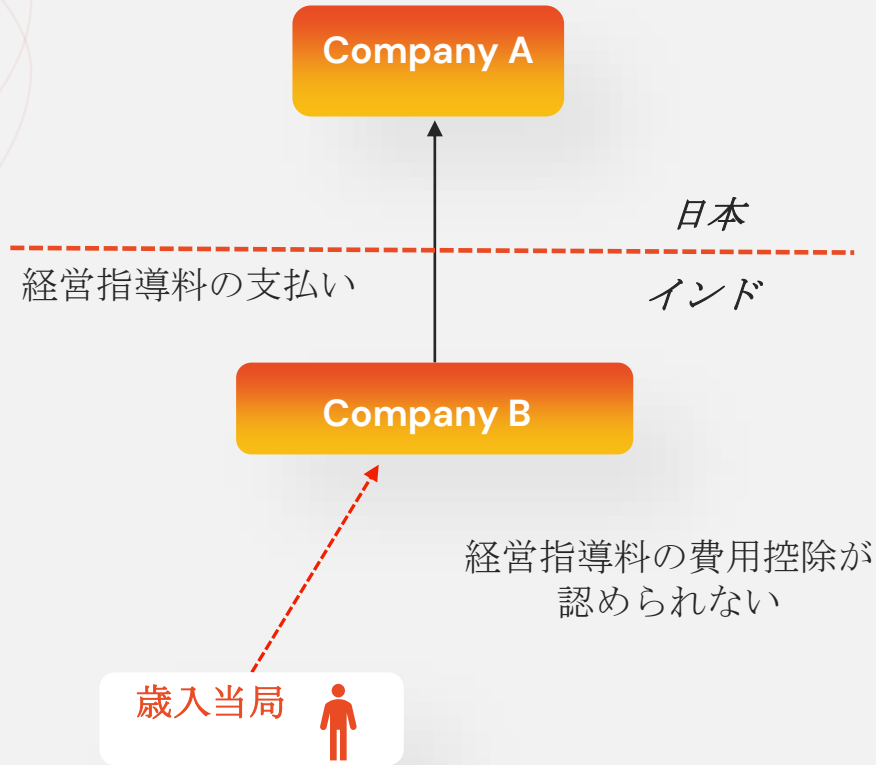 Company A
日本
経営指導料の支払い
インド
Company B
経営指導料の費用控除が
認められない
歳入当局